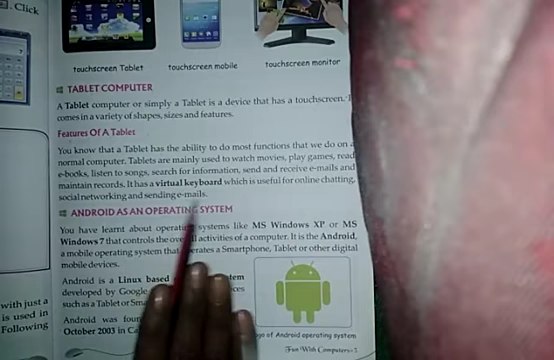 . Click
touchscreen Tablet
touchscreen mobile
touchscreen monitor
TABLET COMPUTER
A Tablet computer or simply a Tablet is a device that has a touchscreen. I
comes in a variety of shapes, sizes and features.
Features Of A Tablet
You know that a Tablet has the ability to do most functions that we do on a
normal computer. Tablets are mainly used to watch movies, play games, read
e-books, listen to songs, search for information, send and receive e-mails and
maintain records. It has a virtual keyboard which is useful for online chatting,
social networking and sending e-mails.
ANDROID AS AN OPERATING SYSTEM
You have learnt about operating systems like MS Windows XP or MS
Windows 7 that controls the overall activities of a computer. It is the Android,
a mobile operating system that operates a Smartphone, Tablet or other digital
mobile devices.
Android is a Linux based tem
developed by Google ices
such as a Tablet or Sma
Android was foun
October 2003 in Ca
go of Android operating system
Fun With Computers-5
with just a
is used in
Following